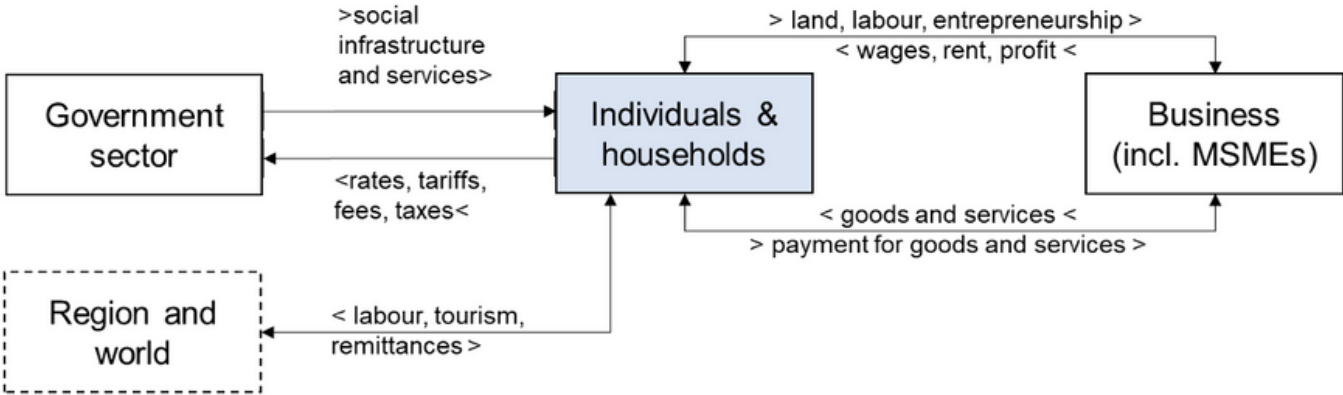 >social
infrastructure
and services>
> land, labour, entrepreneurship >
< wages, rent, profit <
Government
sector
Individuals &
households
Business
(incl. MSMEs)
<rates, tariffs,
fees, taxes<
< goods and services <
> payment for goods and services >
Region and
world
< labour, tourism,
remittances >